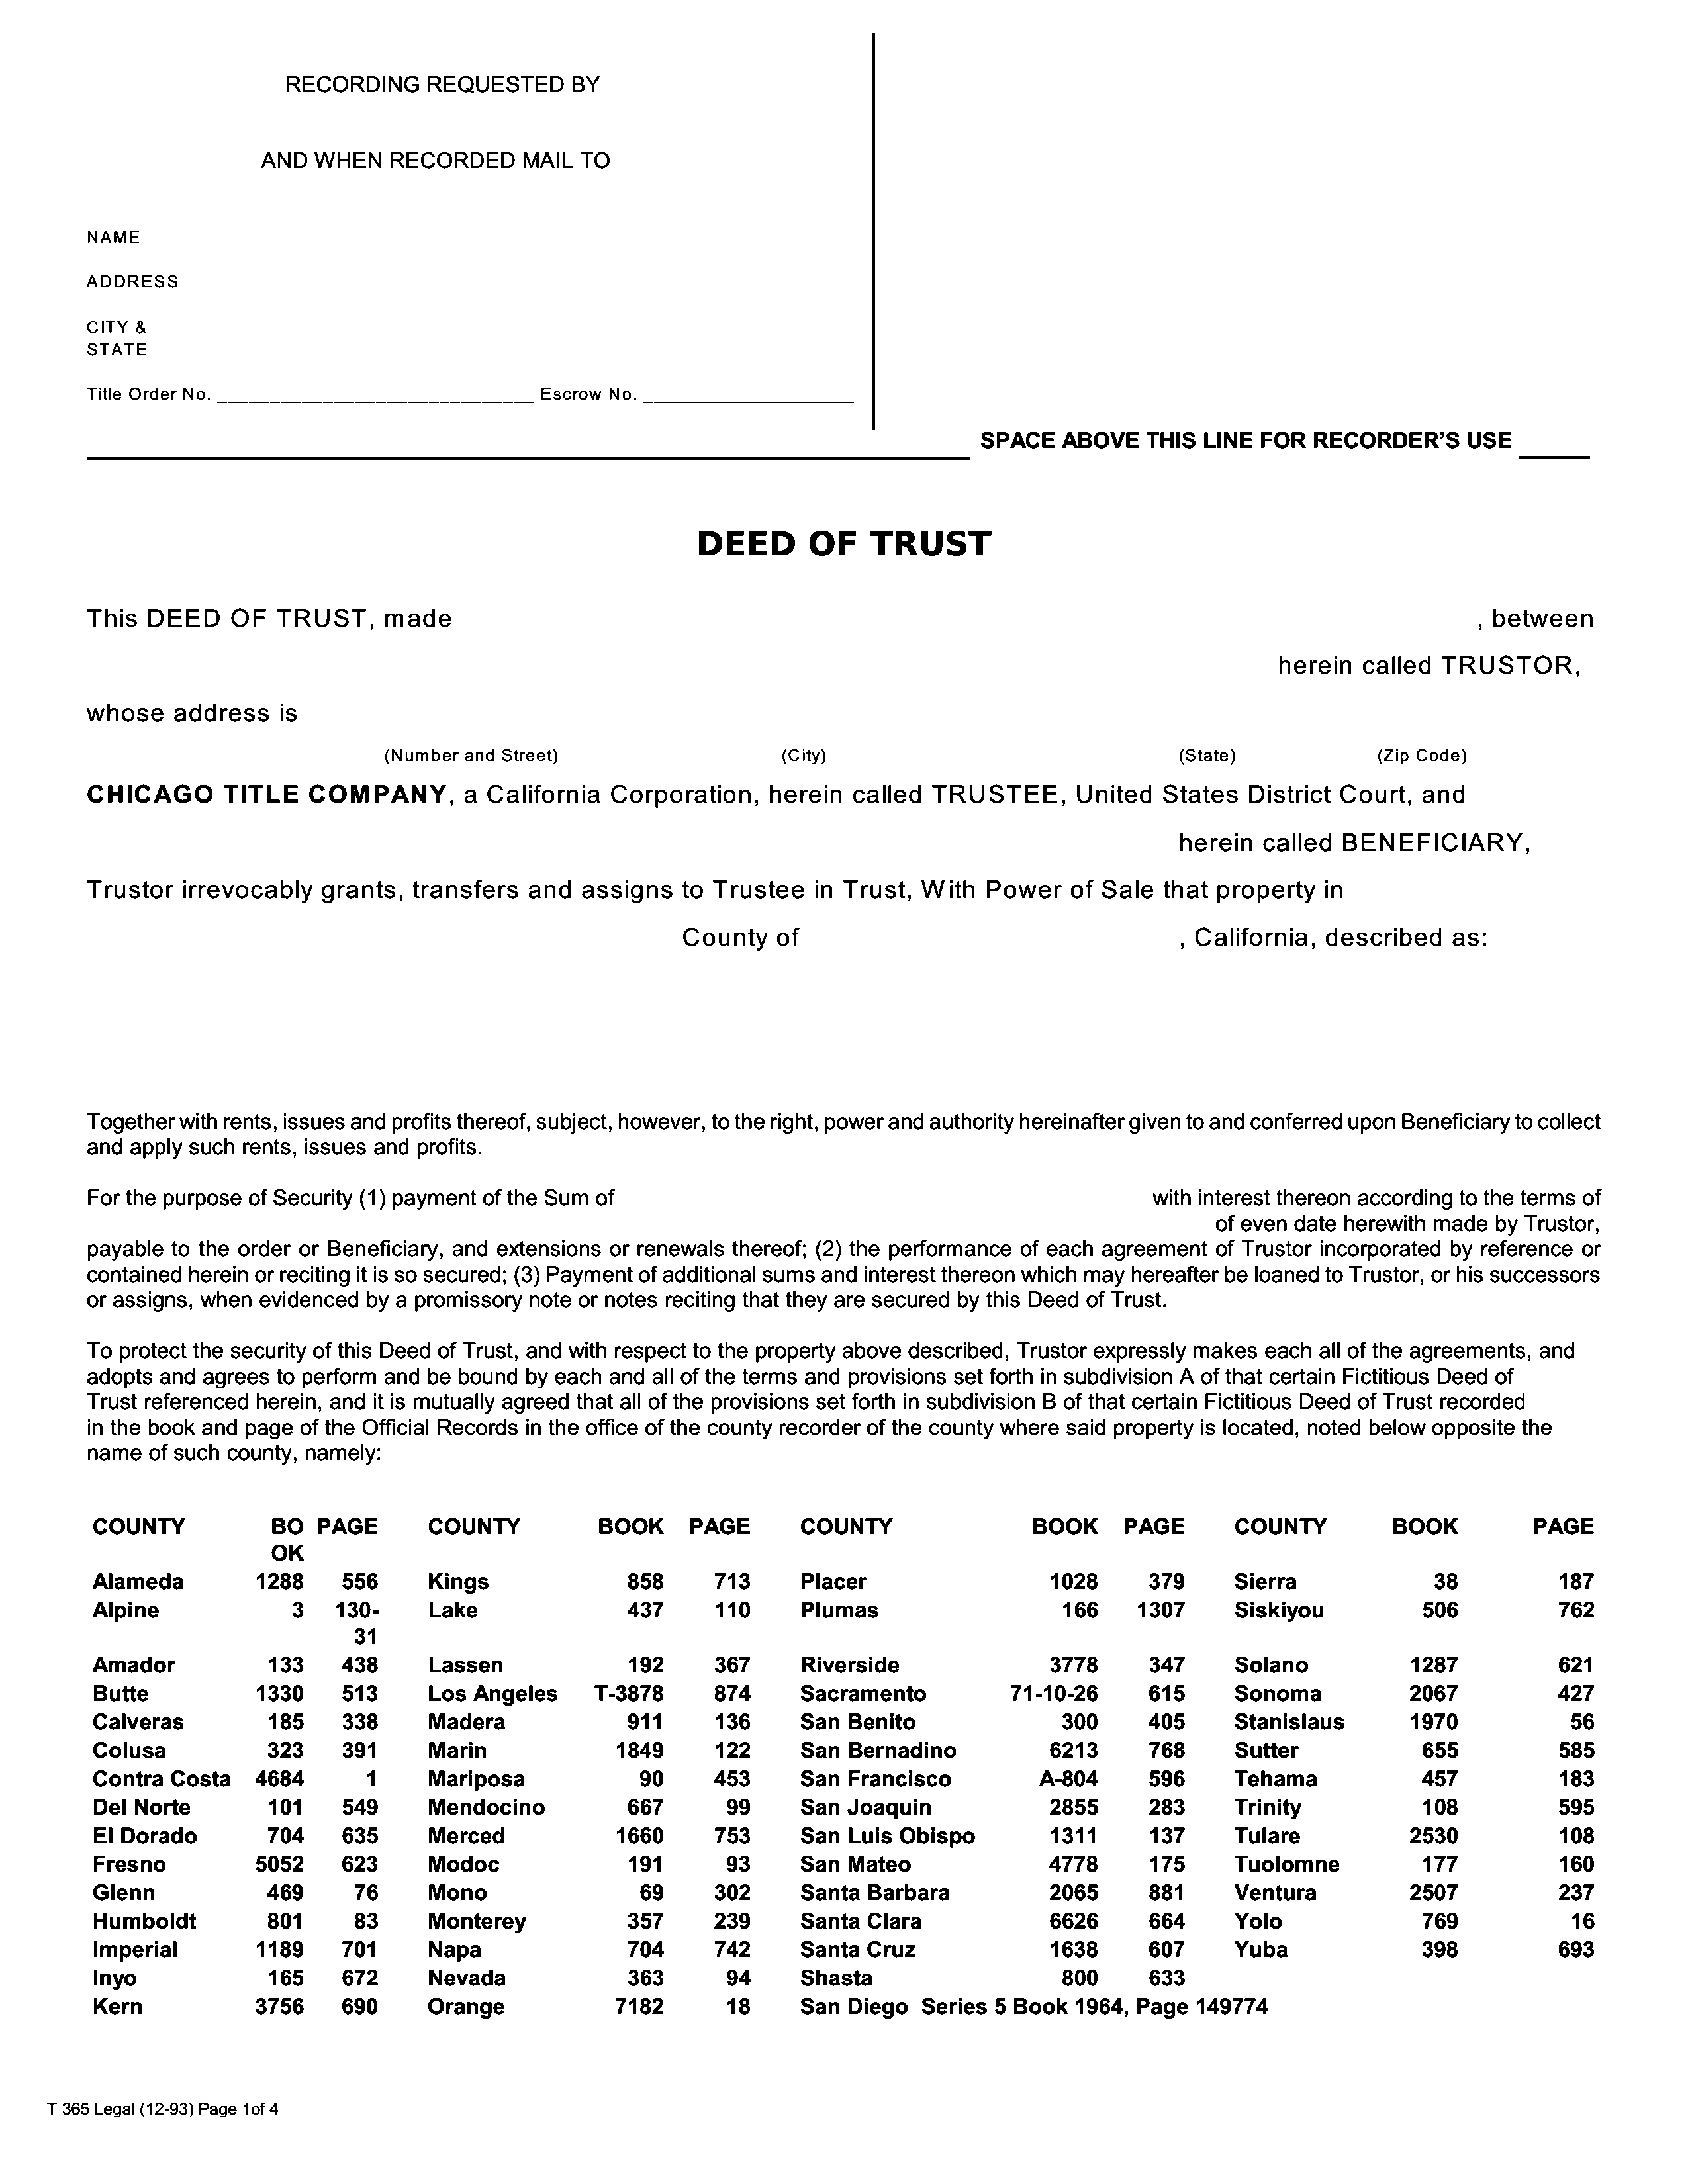 RECORDING REQUESTED BY
AND WHEN RECORDED MAIL TO
NAME
ADDRESS
CITY &
STATE
Title Order No. ______________________________ Escrow No. ____________________
SPACE ABOVE THIS LINE FOR RECORDER’S USE
DEED OF TRUST
This DEED OF TRUST, made , between
herein called TRUSTOR,
whose address is
(Number and Street) (City) (State) (Zip Code)
CHICAGO TITLE COMPANY, a California Corporation, herein called TRUSTEE, United States District Court, and
herein called BENEFICIARY,
Trustor irrevocably grants, transfers and assigns to Trustee in Trust, With Power of Sale that property in
County of , California, described as:
Together with rents, issues and profits thereof, subject, however, to the right, power and authority hereinafter given to and conferred upon Beneficiary to collect
and apply such rents, issues and profits.
For the purpose of Security (1) payment of the Sum of with interest thereon according to the terms of
of even date herewith made by Trustor,
payable to the order or Beneficiary, and extensions or renewals thereof; (2) the performance of each agreement of Trustor incorporated by reference or
contained herein or reciting it is so secured; (3) Payment of additional sums and interest thereon which may hereafter be loaned to Trustor, or his successors
or assigns, when evidenced by a promissory note or notes reciting that they are secured by this Deed of Trust.
To protect the security of this Deed of Trust, and with respect to the property above described, Trustor expressly makes each all of the agreements, and
adopts and agrees to perform and be bound by each and all of the terms and provisions set forth in subdivision A of that certain Fictitious Deed of
Trust referenced herein, and it is mutually agreed that all of the provisions set forth in subdivision B of that certain Fictitious Deed of Trust recorded
in the book and page of the Official Records in the office of the county recorder of the county where said property is located, noted below opposite the
name of such county, namely:
COUNTY BO PAGE COUNTY BOOK PAGE COUNTY BOOK PAGE COUNTY BOOK PAGE
OK
Alameda 1288 556 Kings 858 713 Placer 1028 379 Sierra 38 187
Alpine 3 130- Lake 437 110 Plumas 166 1307 Siskiyou 506 762
31
Amador 133 438 Lassen 192 367 Riverside 3778 347 Solano 1287 621
Butte 1330 513 Los Angeles T-3878 874 Sacramento 71-10-26 615 Sonoma 2067 427
Calveras 185 338 Madera 911 136 San Benito 300 405 Stanislaus 1970 56
Colusa 323 391 Marin 1849 122 San Bernadino 6213 768 Sutter 655 585
Contra Costa 4684 1 Mariposa 90 453 San Francisco A-804 596 Tehama 457 183
Del Norte 101 549 Mendocino 667 99 San Joaquin 2855 283 Trinity 108 595
El Dorado 704 635 Merced 1660 753 San Luis Obispo 1311 137 Tulare 2530 108
Fresno 5052 623 Modoc 191 93 San Mateo 4778 175 Tuolomne 177 160
Glenn 469 76 Mono 69 302 Santa Barbara 2065 881 Ventura 2507 237
Humboldt 801 83 Monterey 357 239 Santa Clara 6626 664 Yolo 769 16
Imperial 1189 701 Napa 704 742 Santa Cruz 1638 607 Yuba 398 693
Inyo 165 672 Nevada 363 94 Shasta 800 633
Kern 3756 690 Orange 7182 18 San Diego Series 5 Book 1964, Page 149774
T 365 Legal (12-93) Page 1of 4